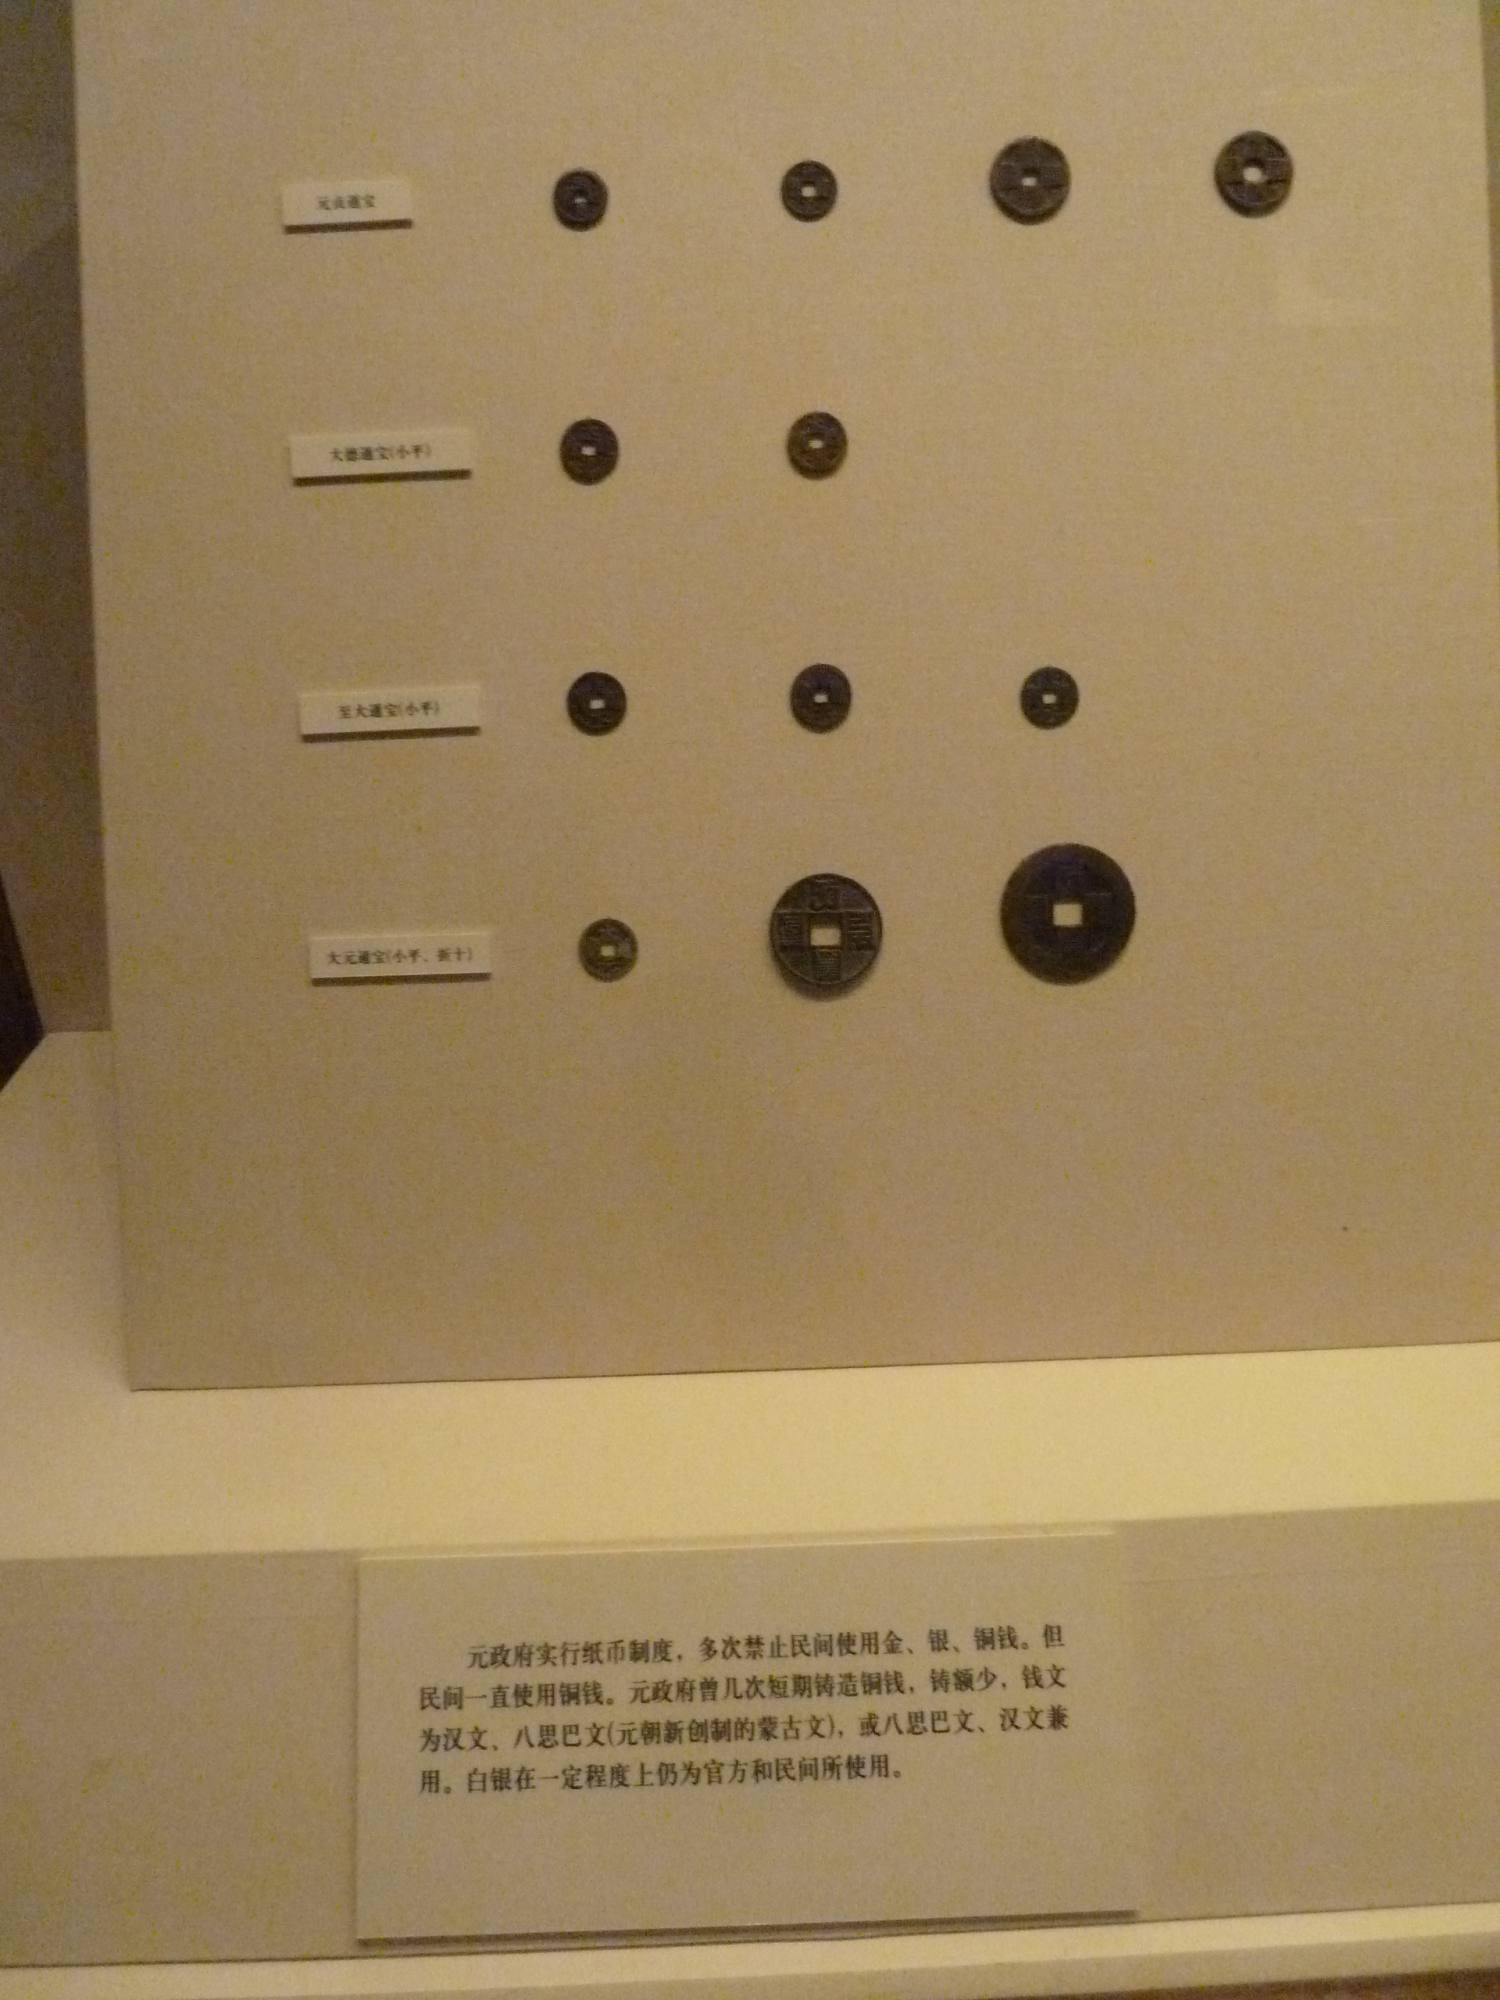 元贞通宝
大德通宝(小平)
至大通宝(小平)
大元通宝(小平、折十)
元政府实行纸币制度，多次禁止民间使用金、银、铜钱。但
民间一直使用铜钱。元政府曾几次短期铸造铜钱，铸额少，钱文
为汉文、八思巴文(元朝新创制的蒙古文)，或八思巴文、汉文兼
用。白银在一定程度上仍为官方和民间所使用。